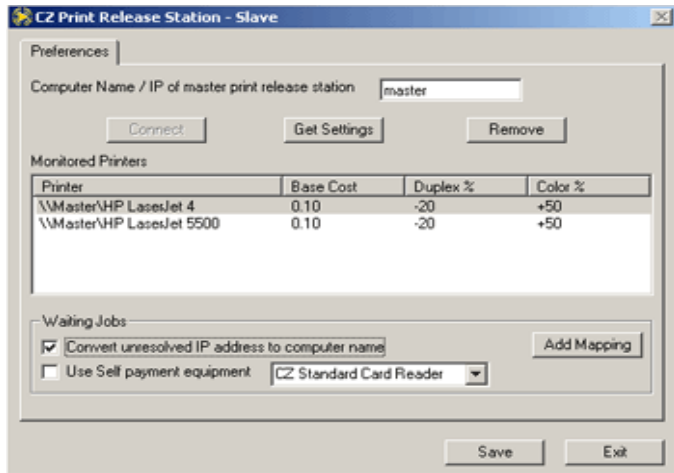 CZ Print Release Station - Slave
Preferences
Computer Name / IP of master print release station master
Connect Get Settings Remove
Monitored Printers
Printer Base Cost Duplex % Color %
\\Master\HP LaserJet 4 0.10 -20 +50
\\Master\HP LaserJet 5500 0.10 -20 +50
Waiting Jobs
Convert unresolved IP address to computer name Add Mapping
Use Self payment equipment CZ Standard Card Reader
Save Exit